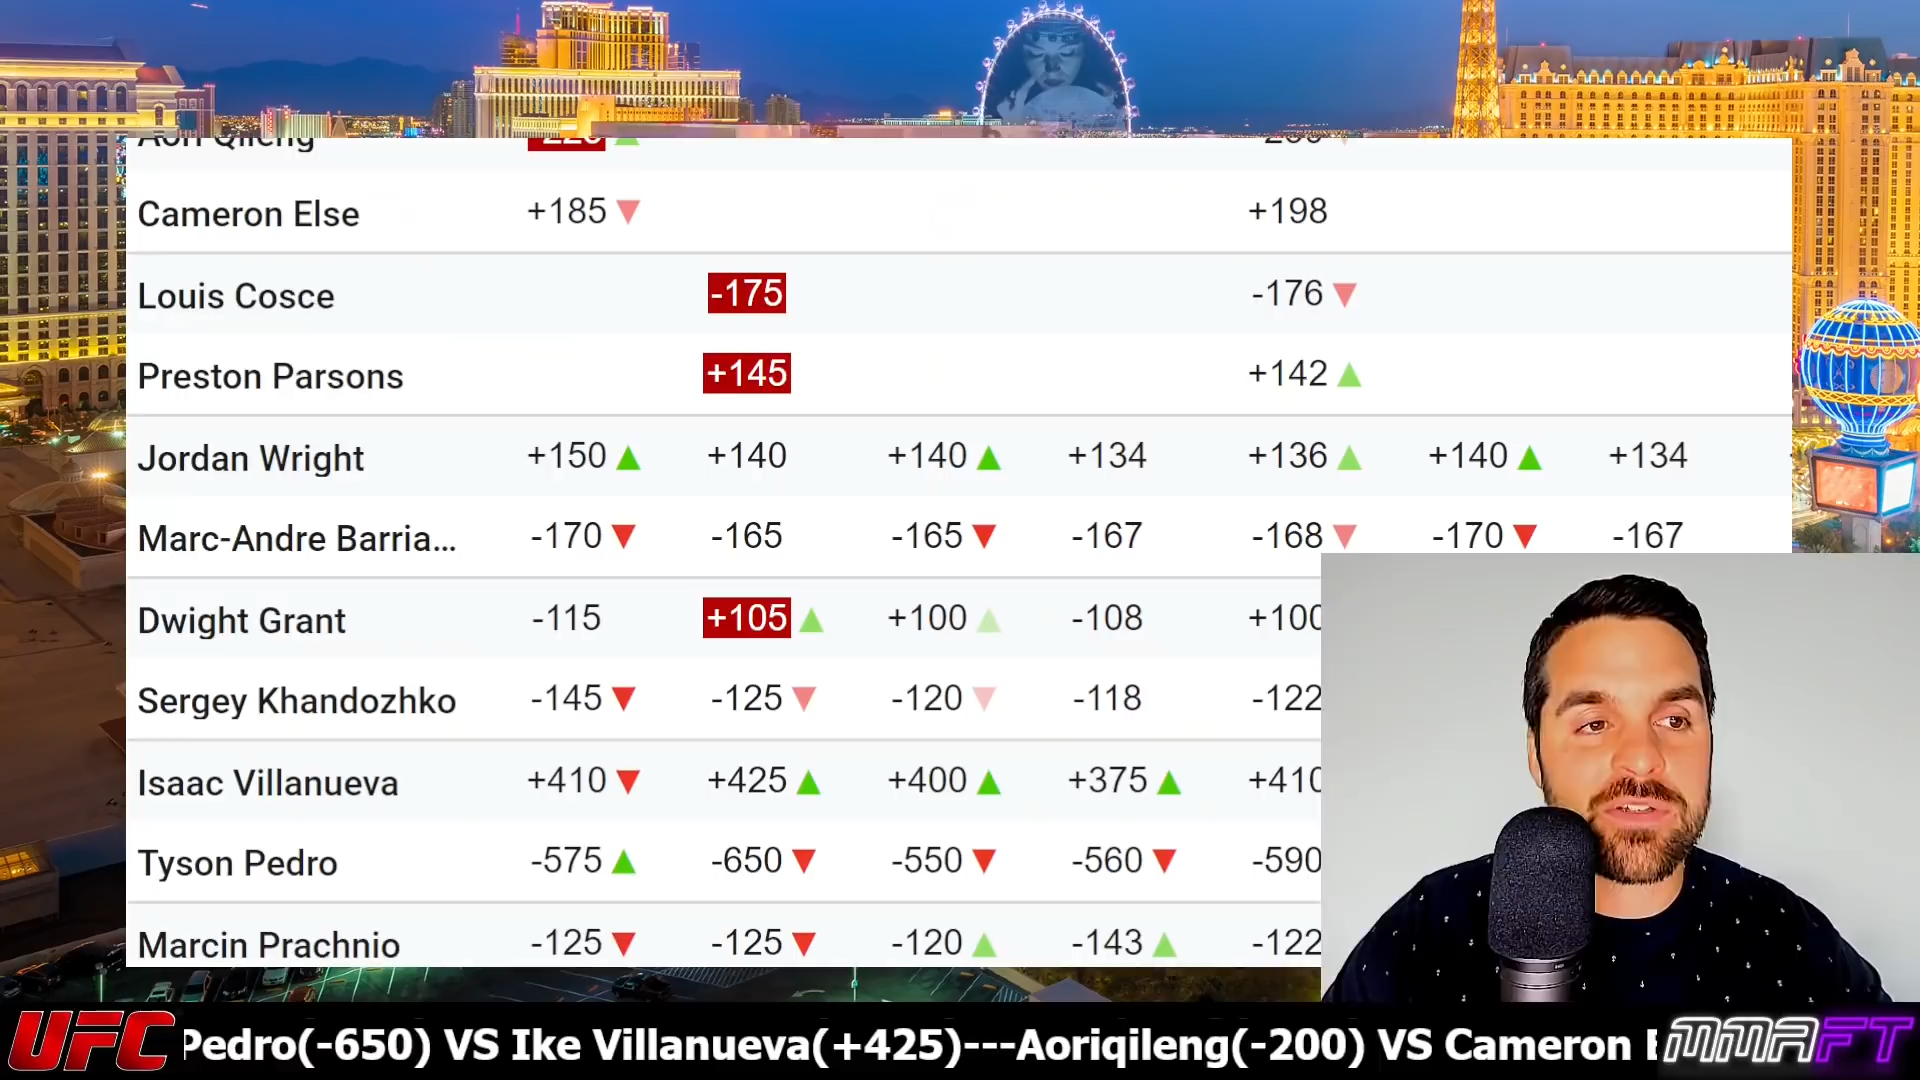 Aori Qileng
Cameron Else +185 +198
Louis Cosce -175 -176
Preston Parsons +145 +142
Jordan Wright +150 +140 +140 +134 +136 +140 +134
Marc-Andre Barria... -170 -165 -165 -167 -168 -170 -167
Dwight Grant -115 +105 +100 -108 +100
Sergey Khandozhko -145 -125 -120 -118 -122
Isaac Villanueva +410 +425 +400 +375 +410
Tyson Pedro -575 -650 -550 -560 -590
Marcin Prachnio -125 -125 -120 -143 -122
UFC Pedro(-650) VS Ike Villanueva(+425)---Aoriqileng(-200) VS Cameron MMAFT